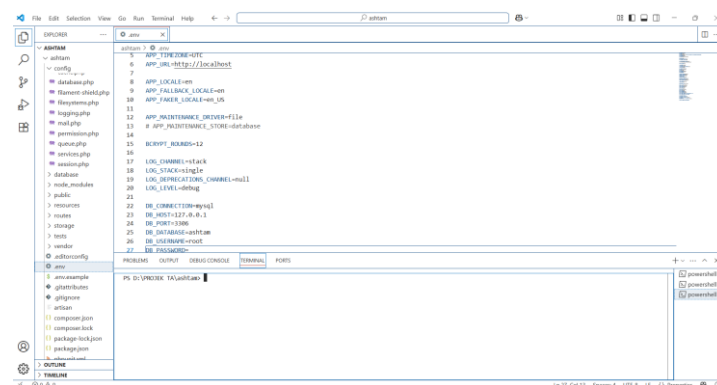 File Edit Selection View Go Run Terminal Help
ashtam
EXPLORER
.env
ASHTAM
ashtam
config
database.php
filament-shield.php
filesystems.php
logging.php
mail.php
permission.php
queue.php
services.php
session.php
database
node_modules
public
resources
routes
storage
tests
vendor
.editorconfig
.env
.env.example
.gitattributes
.gitignore
artisan
composer.json
composer.lock
package-lock.json
package.json
OUTLINE
TIMELINE
ashtam > .env
5 APP_TIMEZONE=UTC
6 APP_URL=http://localhost
7
8 APP_LOCALE=en
9 APP_FALLBACK_LOCALE=en
10 APP_FAKER_LOCALE=en_US
11
12 APP_MAINTENANCE_DRIVER=file
13 # APP_MAINTENANCE_STORE=database
14
15 BCRYPT_ROUNDS=12
16
17 LOG_CHANNEL=stack
18 LOG_STACK=single
19 LOG_DEPRECATIONS_CHANNEL=null
20 LOG_LEVEL=debug
21
22 DB_CONNECTION=mysql
23 DB_HOST=127.0.0.1
24 DB_PORT=3306
25 DB_DATABASE=ashtam
26 DB_USERNAME=root
27 DB_PASSWORD=
PROBLEMS OUTPUT DEBUG CONSOLE TERMINAL PORTS
PS D:\PROJEK TA\ashtam>
powershell
powershell
powershell